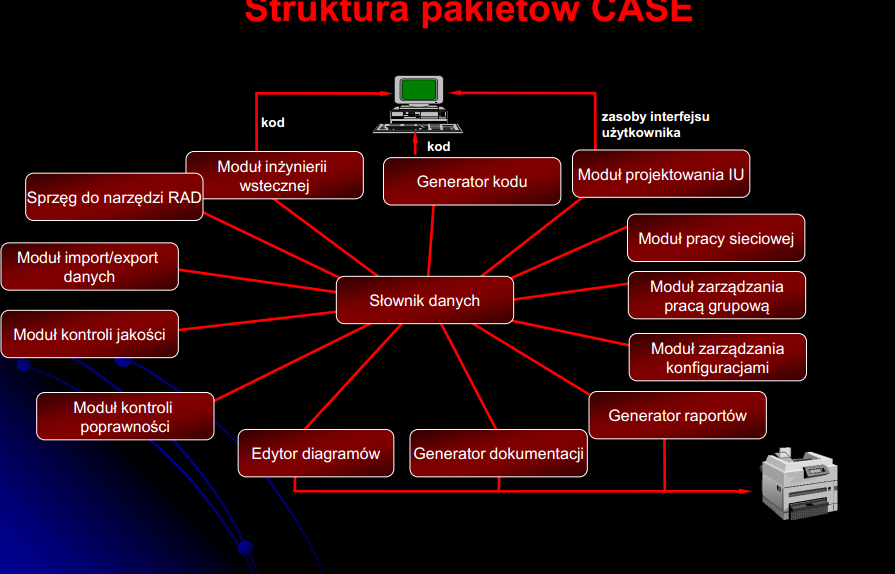 Struktura pakietów CASE
kod
kod
zasoby interfejsu
użytkownika
Moduł inżynierii
wstecznej
Generator kodu
Moduł projektowania IU
Sprzęg do narzędzi RAD
Moduł pracy sieciowej
Moduł import/export
danych
Moduł zarządzania
pracą grupową
Słownik danych
Moduł kontroli jakości
Moduł zarządzania
konfiguracjami
Moduł kontroli
poprawności
Generator raportów
Edytor diagramów
Generator dokumentacji